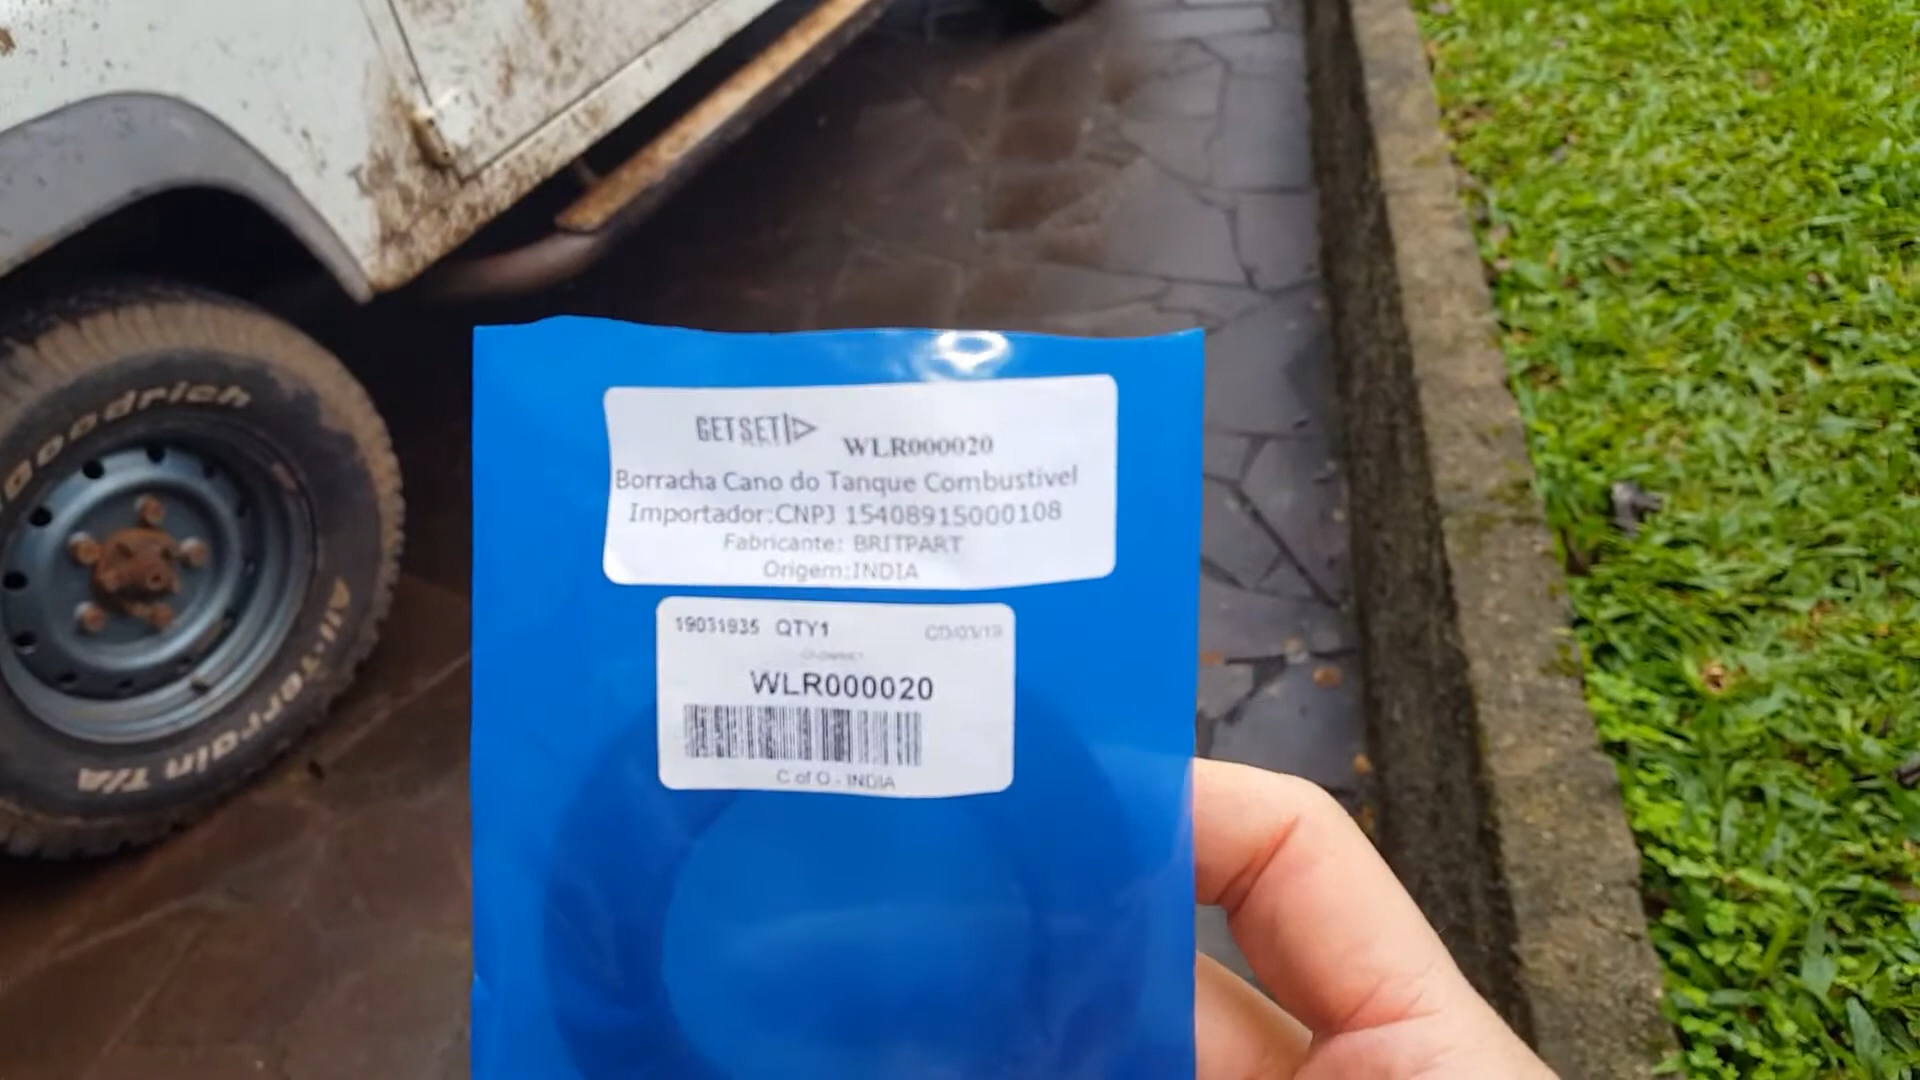 GETSET
WLR000020
Borracha Cano do Tanque Combustível
Importador:CNPJ 15408915000108
Fabricante: BRITPART
Origem:INDIA
19031935 QTY1
WLR000020
C of O - INDIA
Goodrich
All-Terrain T/A